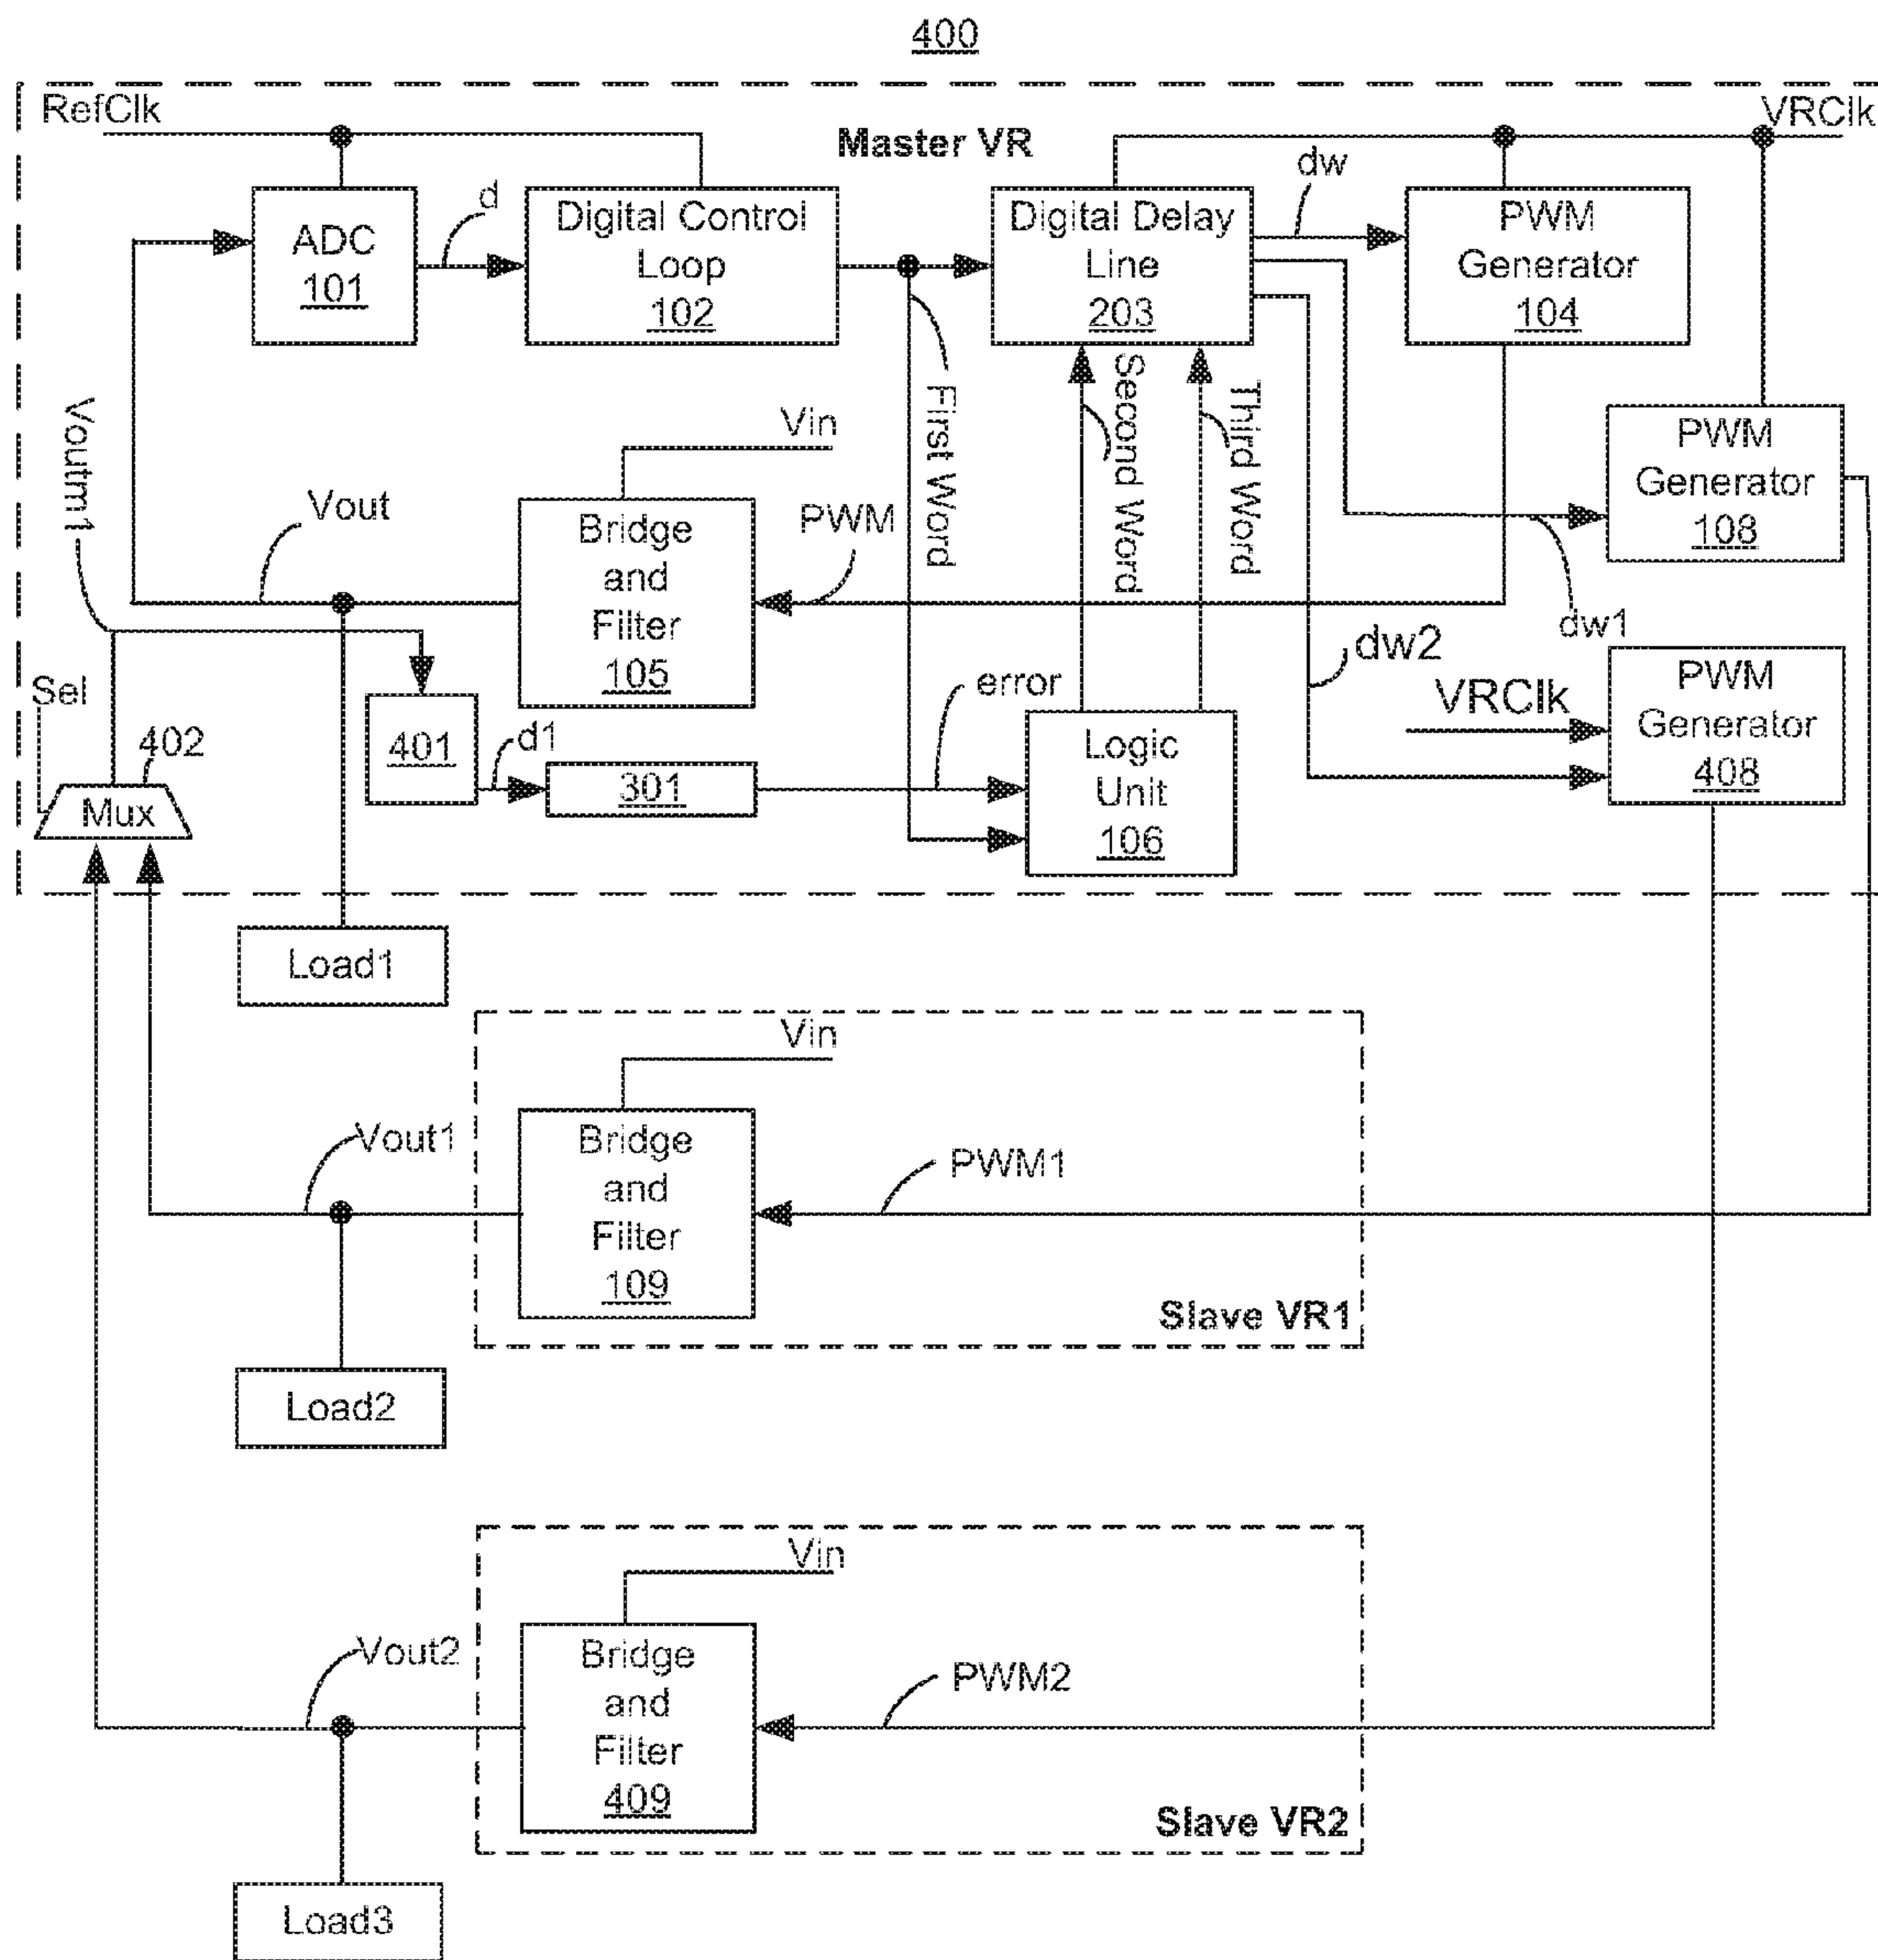 400
RefClk
Master VR
VRClk
ADC
101
d
Digital Control
Loop
102
Digital Delay
Line
203
dw
PWM
Generator
104
First Word
Second Word
Third Word
Voutm1
Vout
Vin
Bridge
and
Filter
105
PWM
PWM
Generator
108
dw1
dw2
Sel
402
Mux
401
d1
301
error
Logic
Unit
106
VRClk
PWM
Generator
408
Load1
Vin
Bridge
and
Filter
109
Vout1
PWM1
Slave VR1
Load2
Vin
Bridge
and
Filter
409
Vout2
PWM2
Slave VR2
Load3